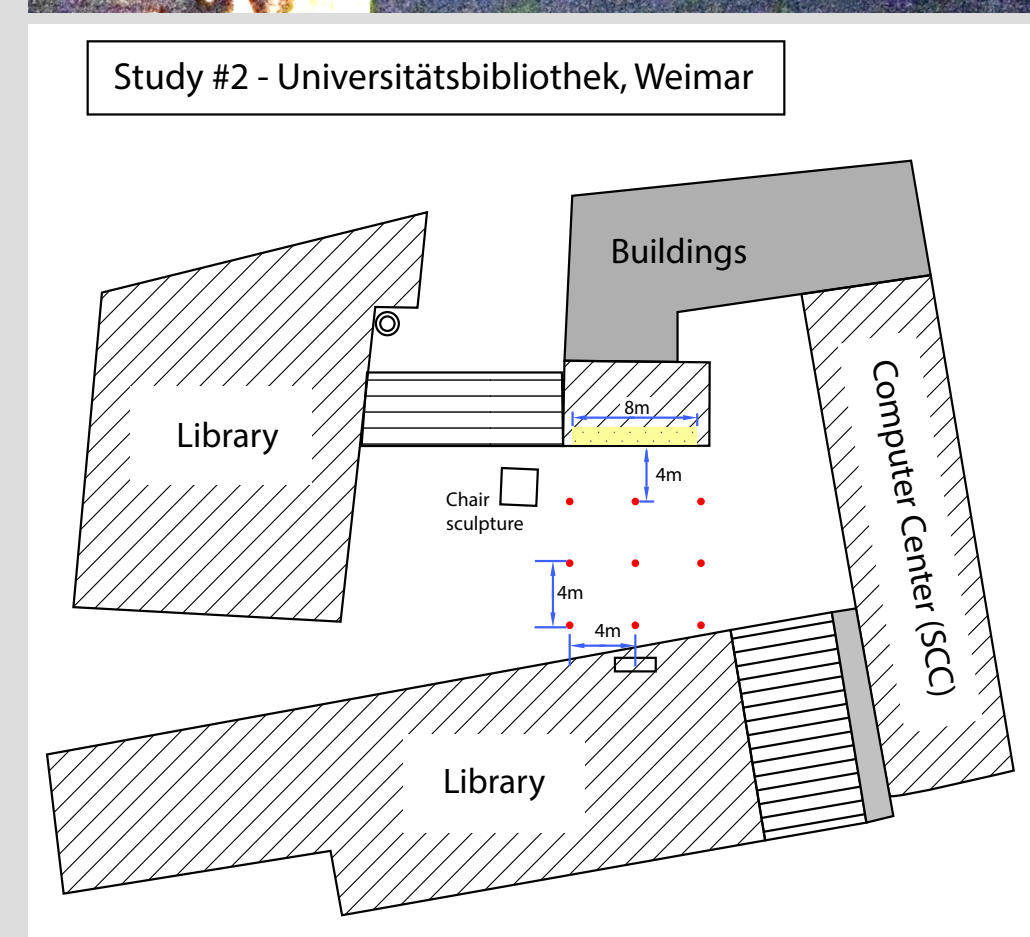 Study #2 - Universitätsbibliothek, Weimar
Buildings
Library
8m
4m
Chair
sculpture
4m
4m
Computer Center (SCC)
Library